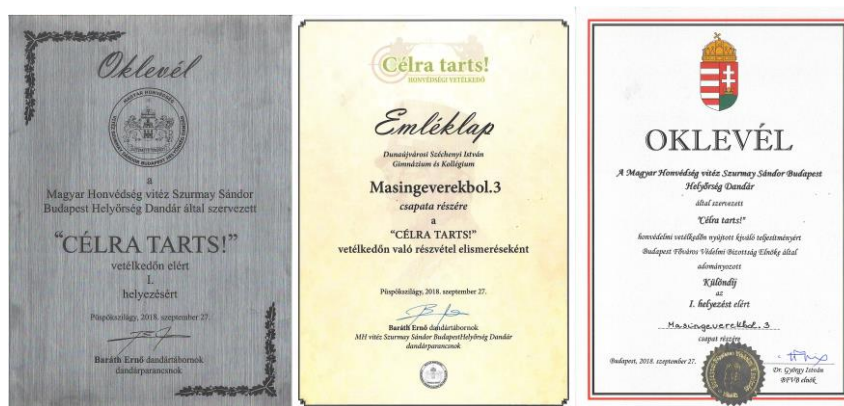 Oklevél
a
Magyar Honvédség vitéz Szurmay Sándor
Budapest Helyőrség Dandár által szervezett
“CÉLRA TARTS!”
vetélkedőn elért
I.
helyezésért
Püspökszilágy, 2018. szeptember 27.
Baráth Ernő dandártábornok
dandárparancsnok
Célra tarts!
HONVÉDSÉGI VETÉLKEDŐ
Emléklap
Dunaújvárosi Széchenyi István
Gimnázium és Kollégium
Masingeverekbol.3
csapata részére
a
“CÉLRA TARTS!”
vetélkedőn való részvétel elismeréseként
Püspökszilágy, 2018. szeptember 27.
Baráth Ernő dandártábornok
MH vitéz Szurmay Sándor BudapestHelyőrség Dandár
dandárparancsnok
OKLEVÉL
A Magyar Honvédség vitéz Szurmay Sándor Budapest
Helyőrség Dandár
által szervezett
"Célra tarts!"
honvédelmi vetélkedőn nyújtott kiváló teljesítményért
Budapest Főváros Védelmi Bizottság Elnöke által
adományozott
Különdíj
az
I. helyezést elért
Masingeverekbol.3
csapat részére
Budapest, 2018. szeptember 27.
Dr. György István
BFVB elnök